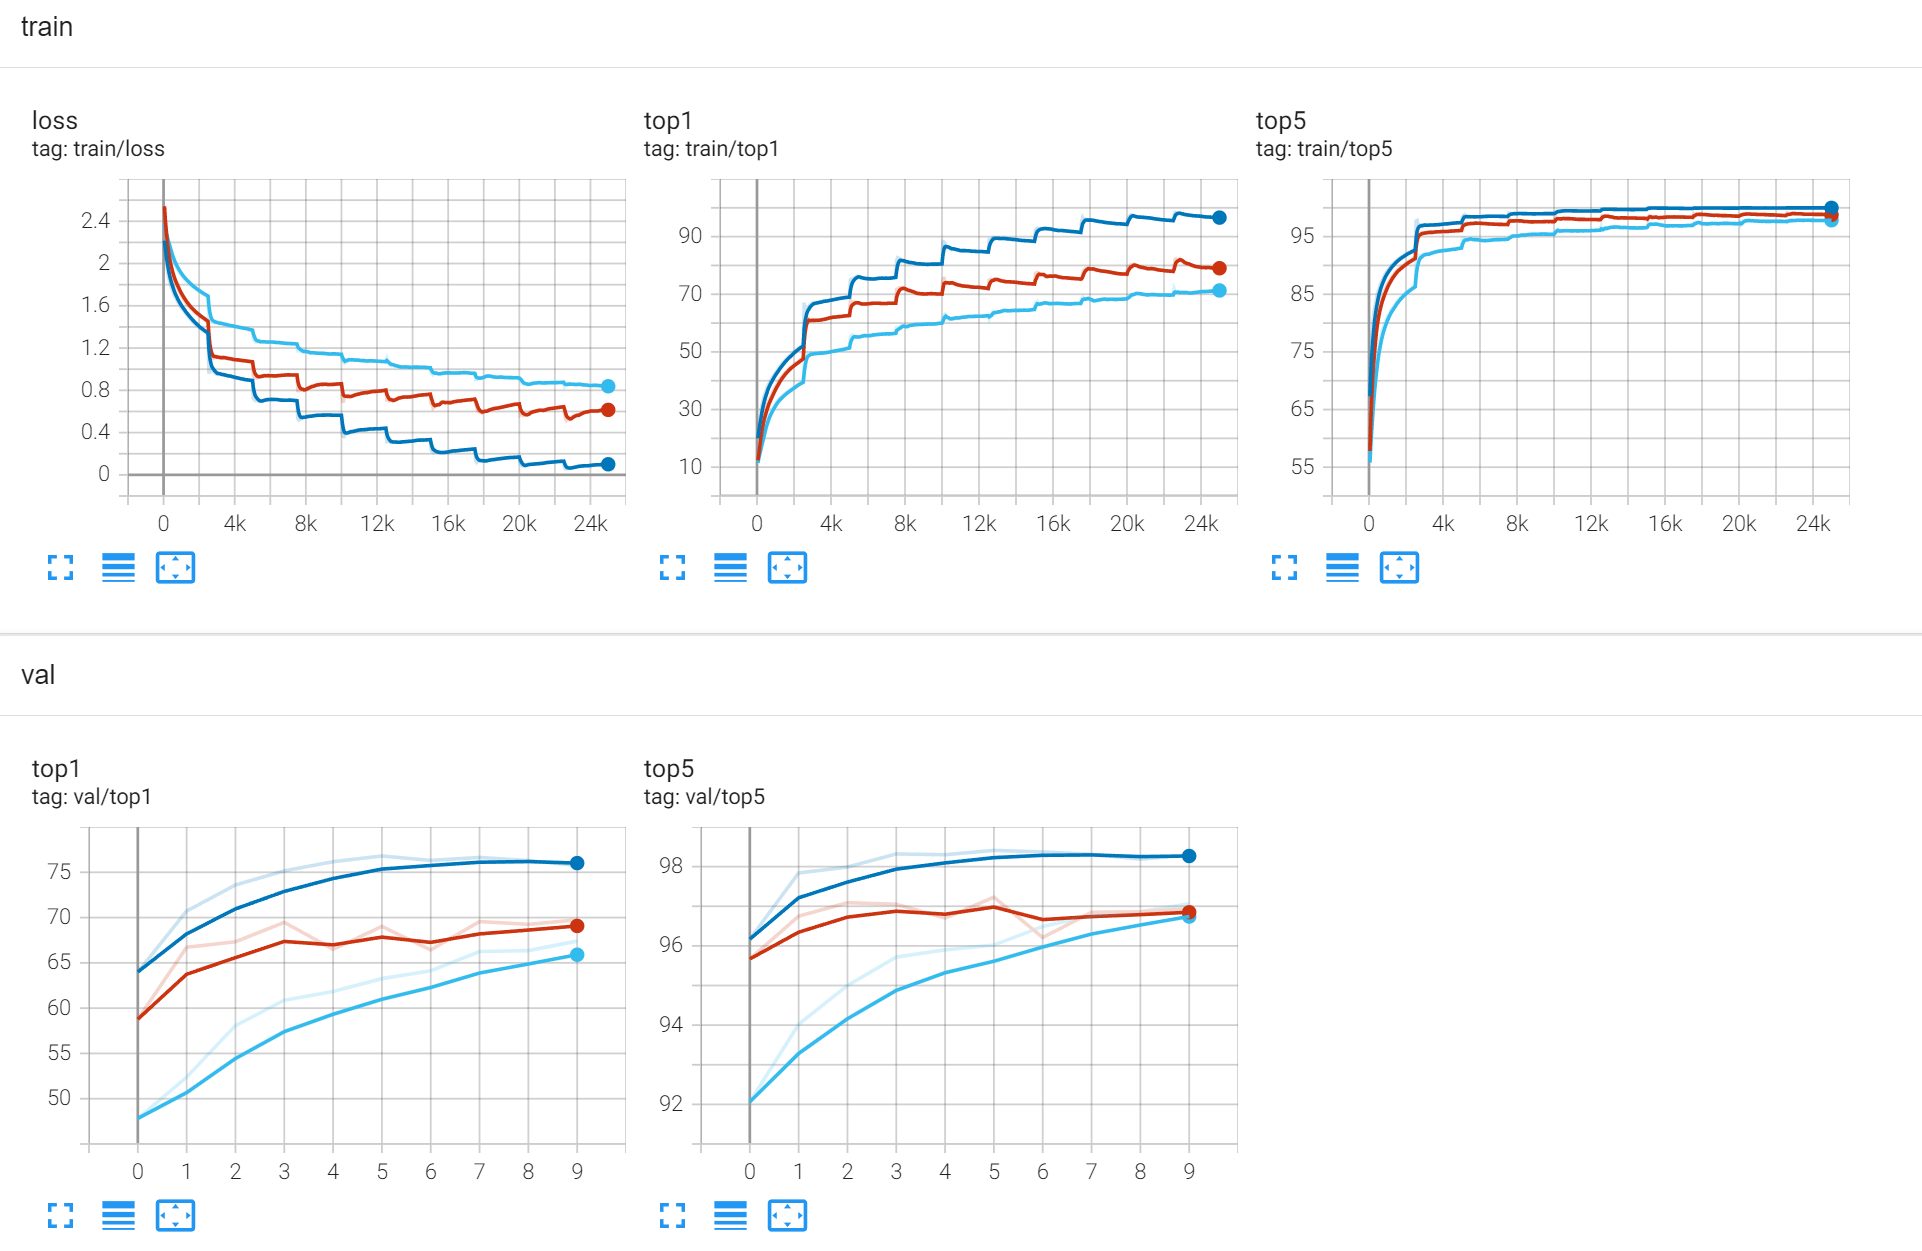 train
loss
tag: train/loss
2.4
2
1.6
1.2
0.8
0.4
0
0 4k 8k 12k 16k 20k 24k
top1
tag: train/top1
90
70
50
30
10
0 4k 8k 12k 16k 20k 24k
top5
tag: train/top5
95
85
75
65
55
0 4k 8k 12k 16k 20k 24k
val
top1
tag: val/top1
75
70
65
60
55
50
0 1 2 3 4 5 6 7 8 9
top5
tag: val/top5
98
96
94
92
0 1 2 3 4 5 6 7 8 9